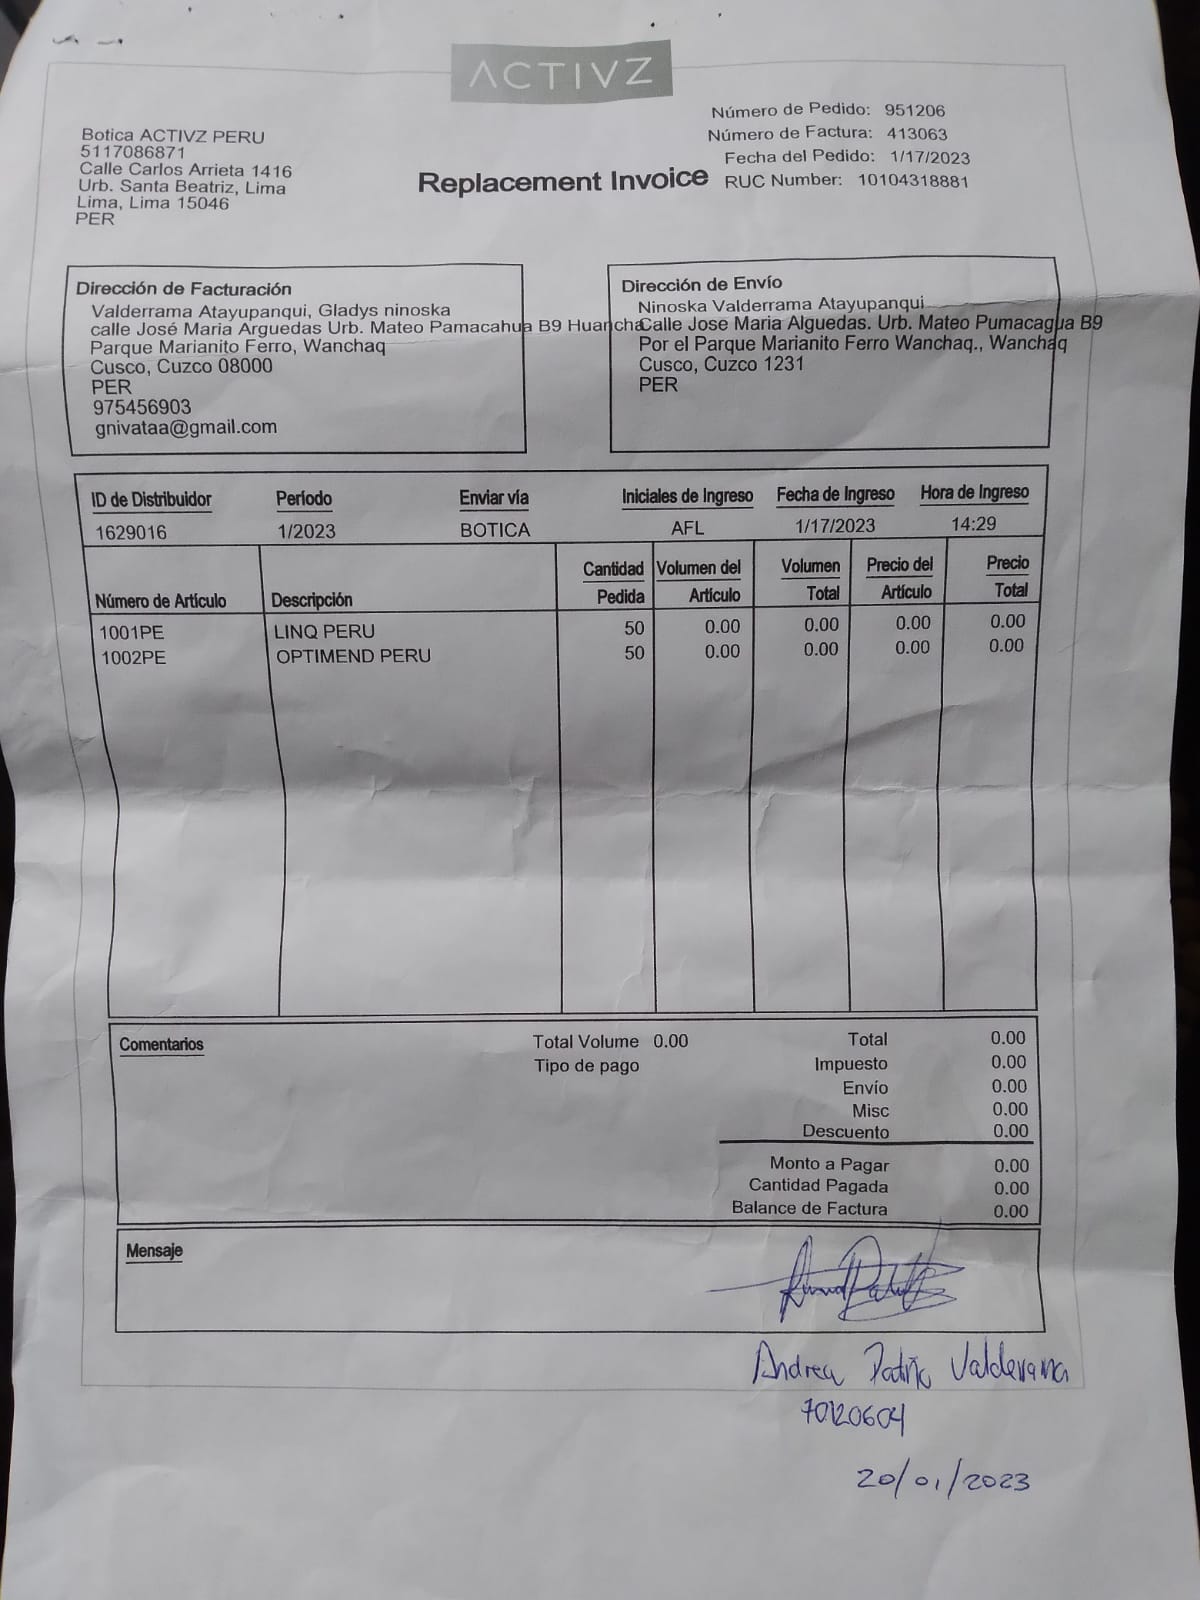 ACTIVZ
Botica ACTIVZ PERU
5117086871
Calle Carlos Arrieta 1416
Urb. Santa Beatriz, Lima
Lima, Lima 15046
PER
Replacement Invoice
Número de Pedido: 951206
Número de Factura: 413063
Fecha del Pedido: 1/17/2023
RUC Number: 10104318881
Dirección de Facturación
Valderrama Atayupanqui, Gladys ninoska
calle José Maria Arguedas Urb. Mateo Pamacahua B9 Huancha
Parque Marianito Ferro, Wanchaq
Cusco, Cuzco 08000
PER
975456903
gnivataa@gmail.com
Dirección de Envío
Ninoska Valderrama Atayupanqui
Calle Jose Maria Alguedas. Urb. Mateo Pumacagua B9
Por el Parque Marianito Ferro Wanchaq., Wanchaq
Cusco, Cuzco 1231
PER
ID de Distribuidor Período Enviar vía Iniciales de Ingreso Fecha de Ingreso Hora de Ingreso
1629016 1/2023 BOTICA AFL 1/17/2023 14:29
Cantidad Volumen del Volumen Precio del Precio
Número de Artículo Descripción Pedida Artículo Total Artículo Total
1001PE LINQ PERU 50 0.00 0.00 0.00 0.00
1002PE OPTIMEND PERU 50 0.00 0.00 0.00 0.00
Comentarios
Total Volume 0.00
Tipo de pago
Total 0.00
Impuesto 0.00
Envío 0.00
Misc 0.00
Descuento 0.00
Monto a Pagar 0.00
Cantidad Pagada 0.00
Balance de Factura 0.00
Mensaje
Andrea Patiño Valderrama
70120604
20/01/2023